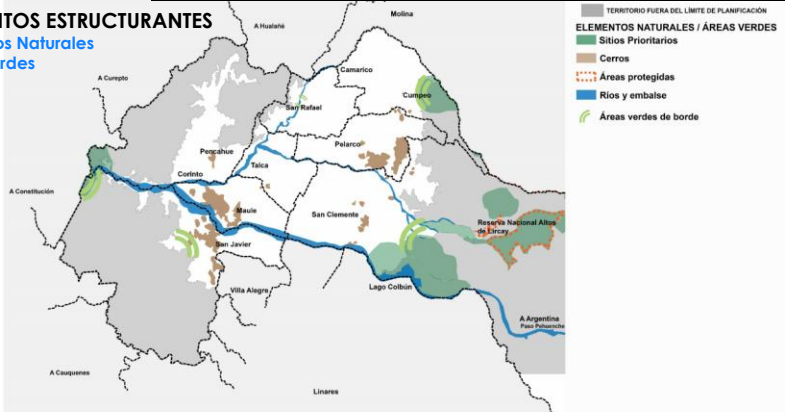 ITOS ESTRUCTURANTES
os Naturales
rdes
TERRITORIO FUERA DEL LÍMITE DE PLANIFICACIÓN
ELEMENTOS NATURALES / ÁREAS VERDES
Sitios Prioritarios
Cerros
Áreas protegidas
Ríos y embalse
Áreas verdes de borde
A Hualañé
Molina
A Curepto
Camarico
Cumpeo
San Rafael
Pencahue
Pelarco
Talca
Corinto
A Constitución
Maule
San Clemente
Reserva Nacional Altos
de Lircay
San Javier
Villa Alegre
Lago Colbún
A Argentina
Paso Pehuenche
A Cauquenes
Linares